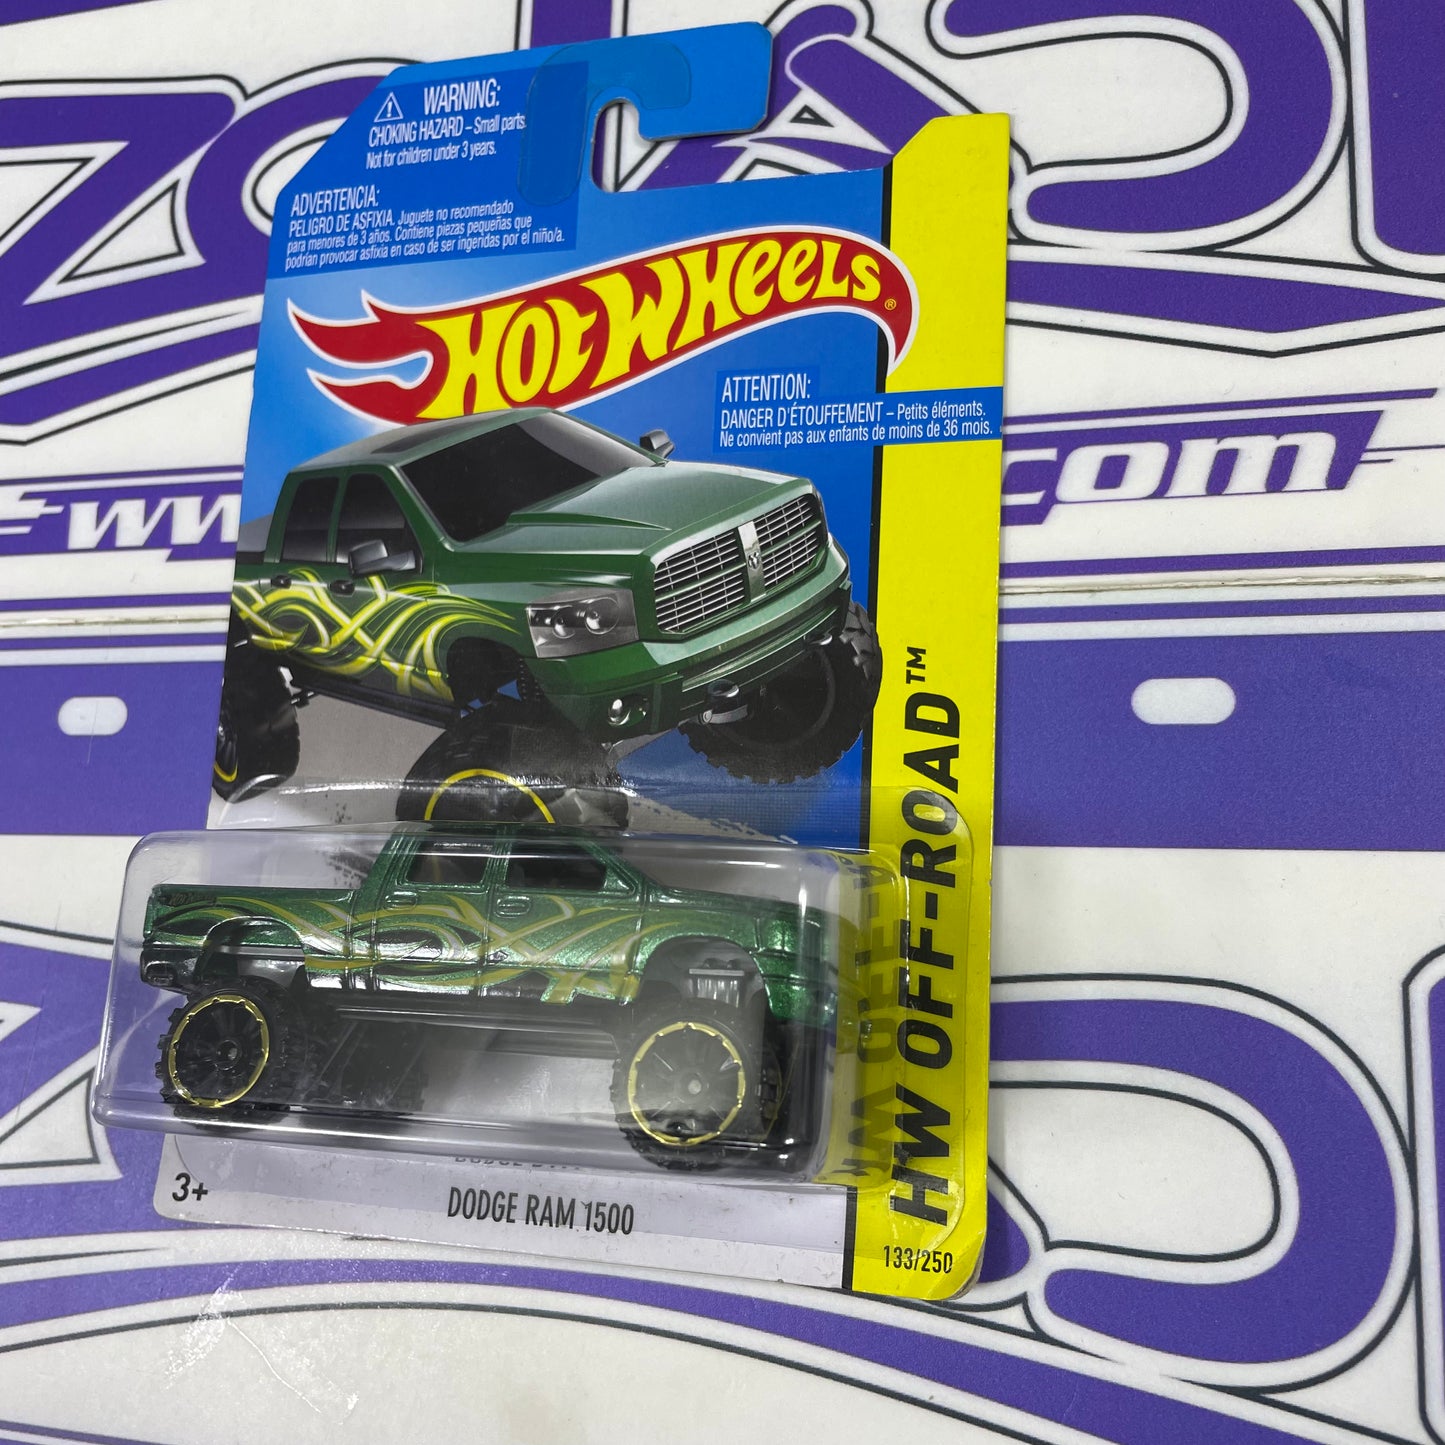 WARNING:
CHOKING HAZARD – Small parts.
Not for children under 3 years.
ADVERTENCIA:
PELIGRO DE ASFIXIA. Juguete no recomendado
para menores de 3 años. Contiene piezas pequeñas que
podrían provocar asfixia en caso de ser ingeridas por el niño/a.
HOT WHEELS®
ATTENTION:
DANGER D'ÉTOUFFEMENT – Petits éléments.
Ne convient pas aux enfants de moins de 36 mois.
.com
HW OFF-ROAD™
3+
DODGE RAM 1500
133/250